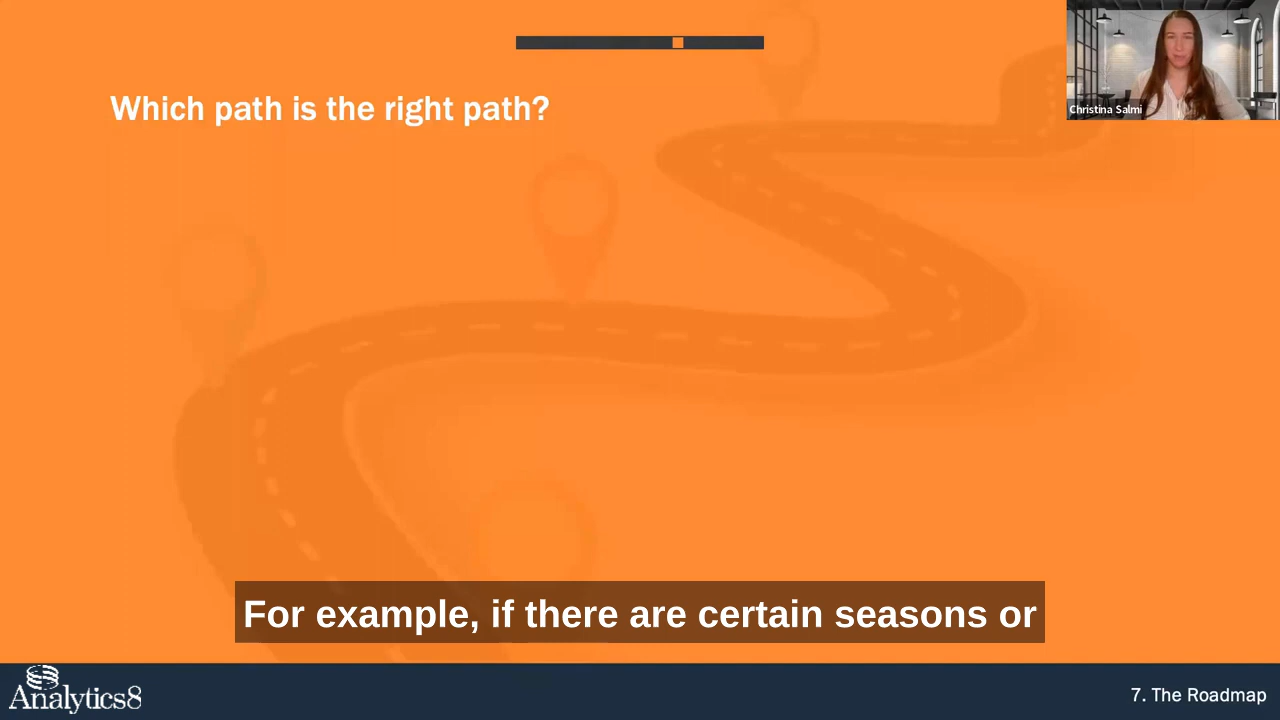 Which path is the right path?
Christina Salmi
For example, if there are certain seasons or
Analytics8
7. The Roadmap